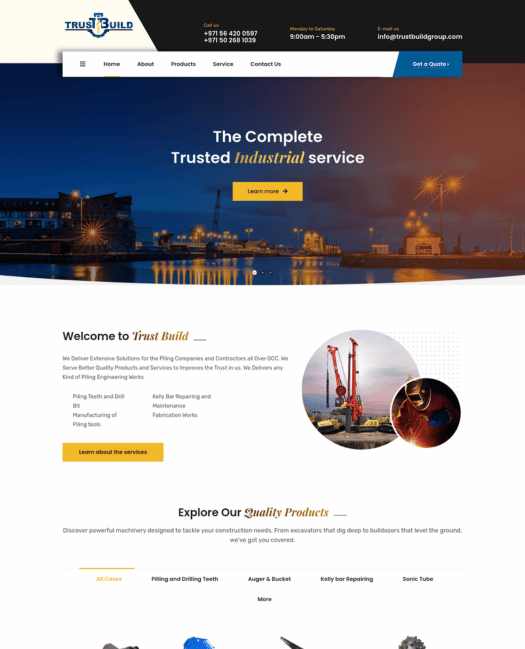 TRUST BUILD
Call us
+971 56 420 0597
+971 50 268 1039
Monday to Saturday
9:00am - 5:30pm
E-mail us
info@trustbuildgroup.com
Home
About
Products
Service
Contact Us
Get a Quote
The Complete
Trusted Industrial service
Learn more
SHED
Welcome to Trust Build
We Deliver Extensive Solutions for the Piling Companies and Contractors all Over GCC. We
Serve Better Quality Products and Services to Improves the Trust in us. We Delivers any
Kind of Piling Engineering Works
Piling Teeth and Drill
Bit
Manufacturing of
Piling tools
Kelly Bar Repairing and
Maintenance
Fabrication Works
Learn about the services
Explore Our Quality Products
Discover powerful machinery designed to tackle your construction needs. From excavators that dig deep to buldozers that level the ground,
we've got you covered.
All Cases
Piling and Drilling Teeth
Auger & Bucket
Kelly bar Repairing
Sonic Tube
More